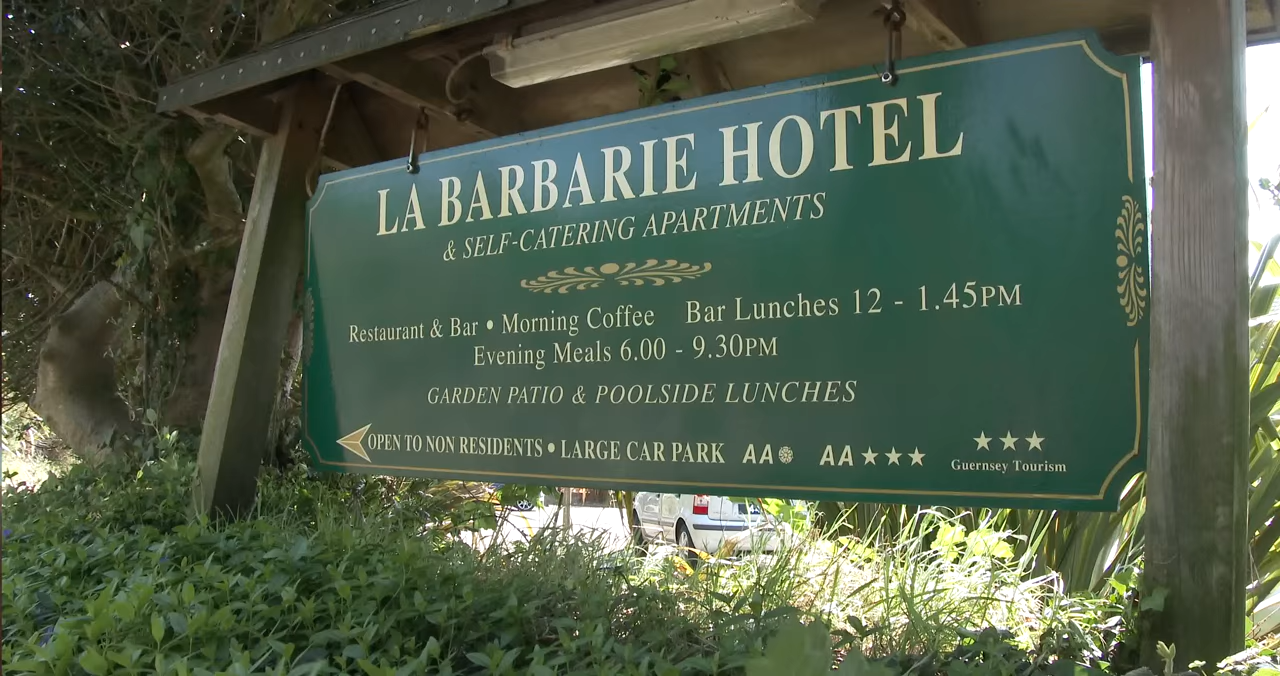 LA BARBARIE HOTEL
& SELF-CATERING APARTMENTS
Restaurant & Bar • Morning Coffee Bar Lunches 12 - 1.45PM
Evening Meals 6.00 - 9.30PM
GARDEN PATIO & POOLSIDE LUNCHES
OPEN TO NON RESIDENTS • LARGE CAR PARK AA AA★★★ ★★★
Guernsey Tourism